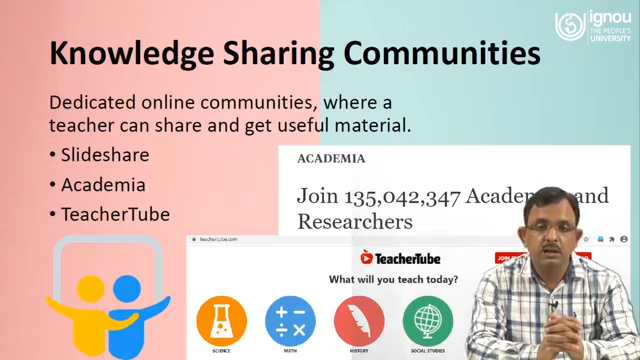 ignou
THE PEOPLE'S
UNIVERSITY
Knowledge Sharing Communities
Dedicated online communities, where a
teacher can share and get useful material.
• Slideshare
• Academia
• TeacherTube
ACADEMIA
Join 135,042,347 Academics and
Researchers
teachertube.com
TeacherTube
What will you teach today?
SCIENCE
MATH
HISTORY
SOCIAL STUDIES